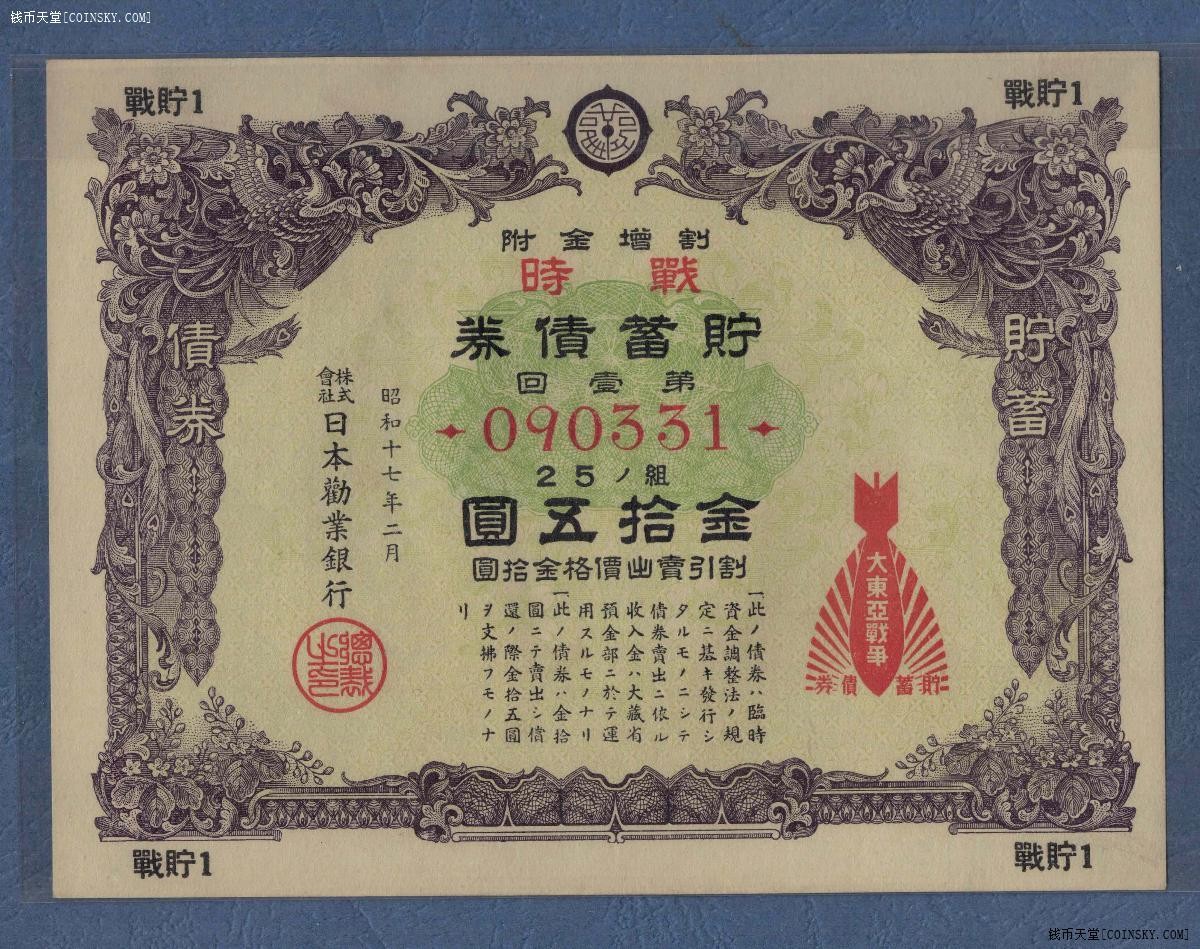 钱币天堂[COINSKY.COM]
戰貯1
戰貯1
割增金附
戰時
貯蓄債券
第壹回
090331
25ノ組
金拾五圓
割引賣出價格金拾圓
貯蓄
債券
大東亞戰爭
貯蓄債券
一此ノ債券ハ臨時
資金調整法ノ規
定ニ基キ發行シ
タルモノニシテ
債券賣出ニ依ル
收入金ハ大藏省
預金部ニ於テ運
用スルモノナリ
一此ノ債券ハ金拾
圓ニテ賣出シ償
還ノ際金拾五圓
ヲ支拂フモノナ
リ
昭和十七年二月
株式會社日本勸業銀行
總裁之印
戰貯1
戰貯1
钱币天堂[COINSKY.COM]